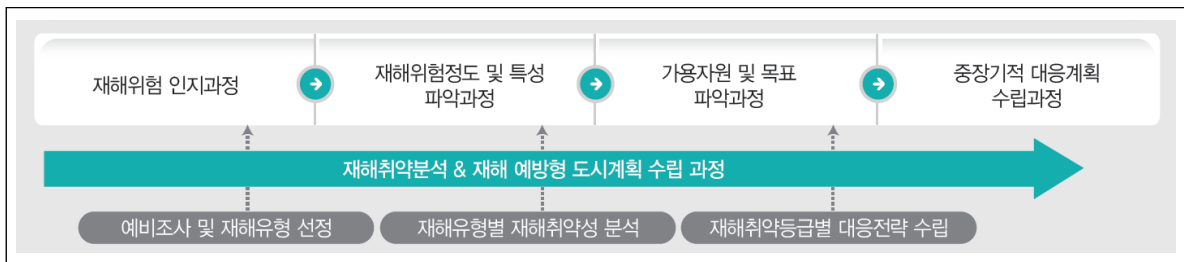 재해위험 인지과정
재해위험정도 및 특성
파악과정
가용자원 및 목표
파악과정
중장기적 대응계획
수립과정
재해취약분석 & 재해 예방형 도시계획 수립 과정
예비조사 및 재해유형 선정
재해유형별 재해취약성 분석
재해취약등급별 대응전략 수립